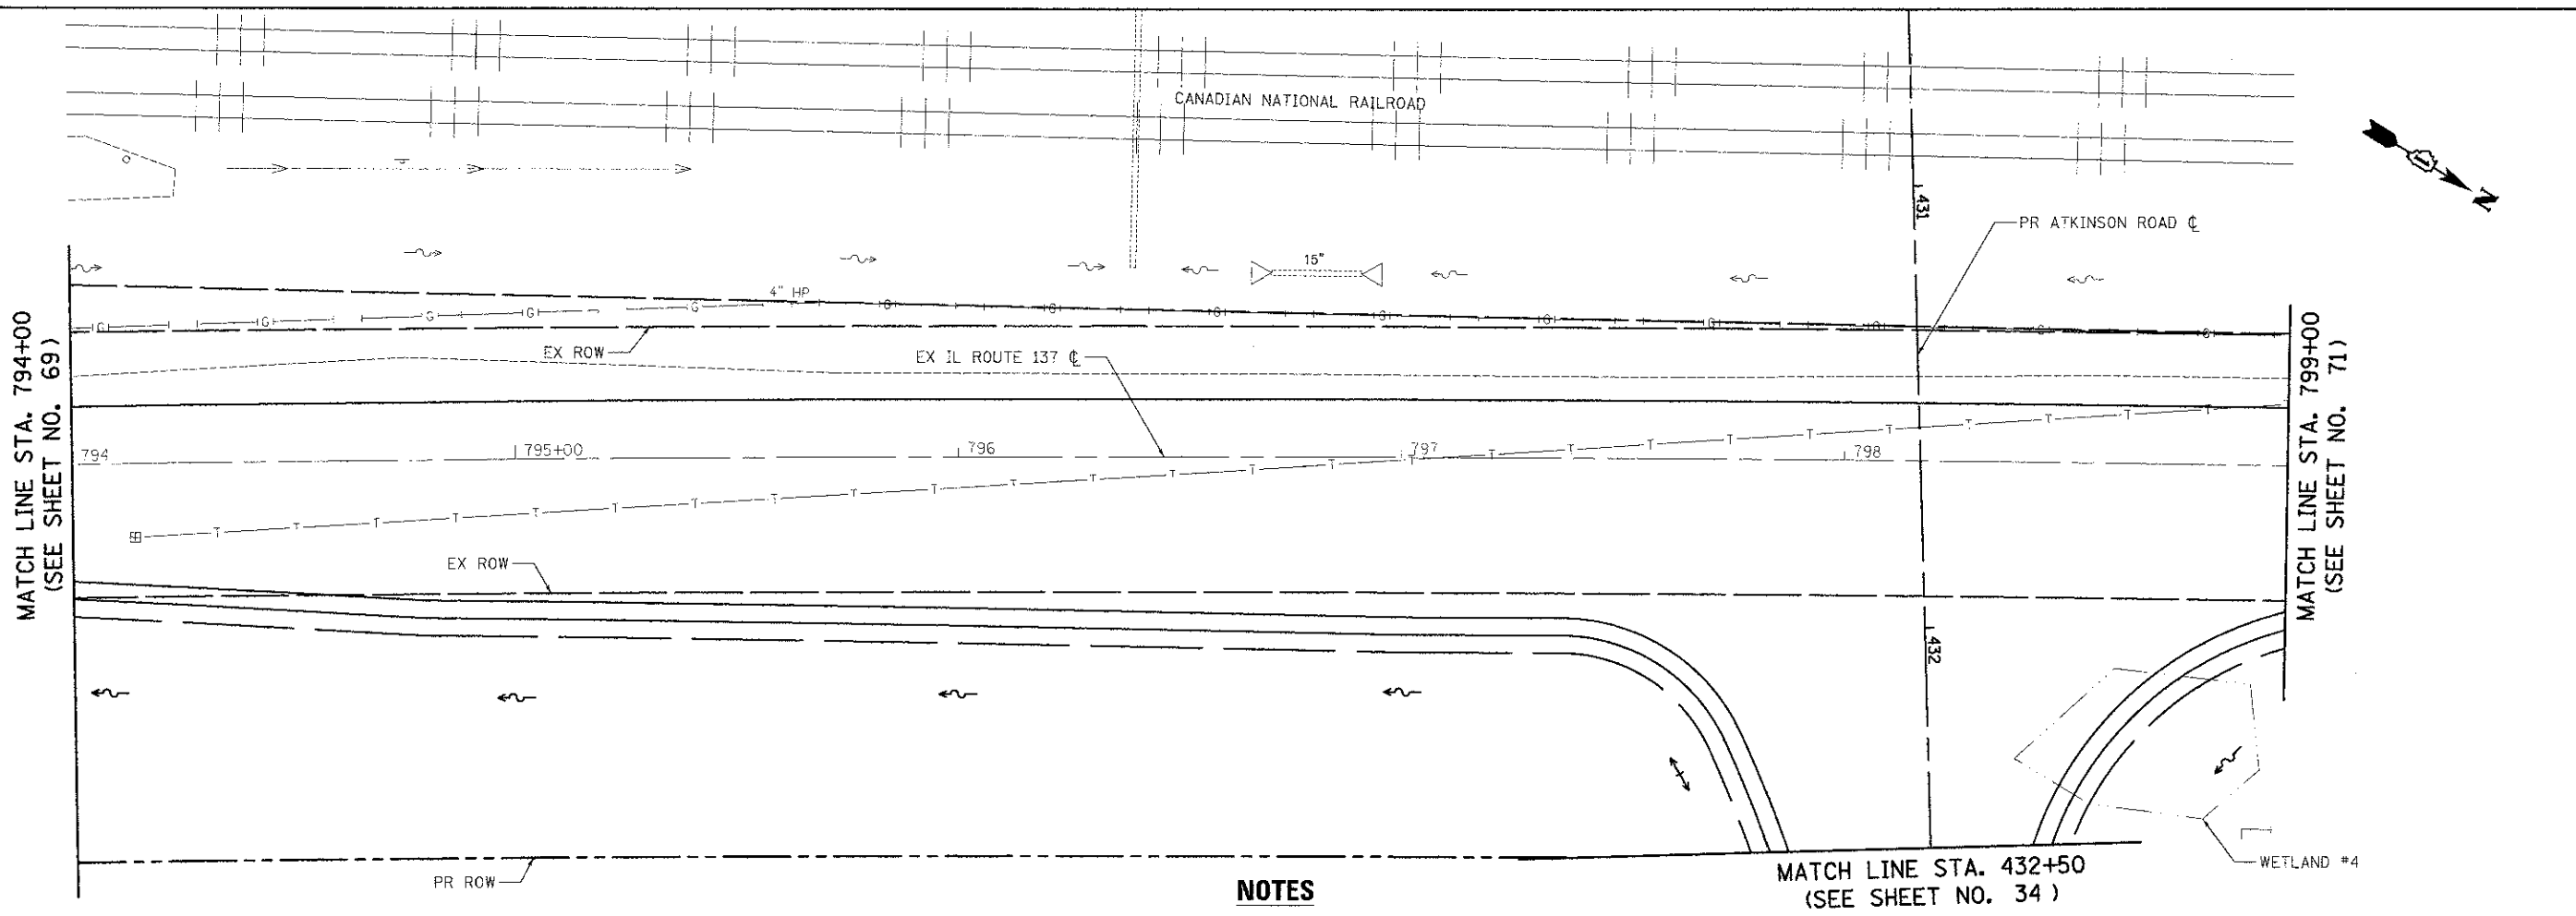 CANADIAN NATIONAL RAILROAD
N
431
PR ATKINSON ROAD ℄
15"
4" HP
G G G G G G G G G G G G G G
EX ROW
EX IL ROUTE 137 ℄
MATCH LINE STA. 794+00
(SEE SHEET NO. 69)
MATCH LINE STA. 799+00
(SEE SHEET NO. 71)
794
795+00
796
797
798
T T T T T T T T T T T T T T T T T T T T T T T T T T
EX ROW
432
PR ROW
NOTES
MATCH LINE STA. 432+50
(SEE SHEET NO. 34 )
WETLAND #4